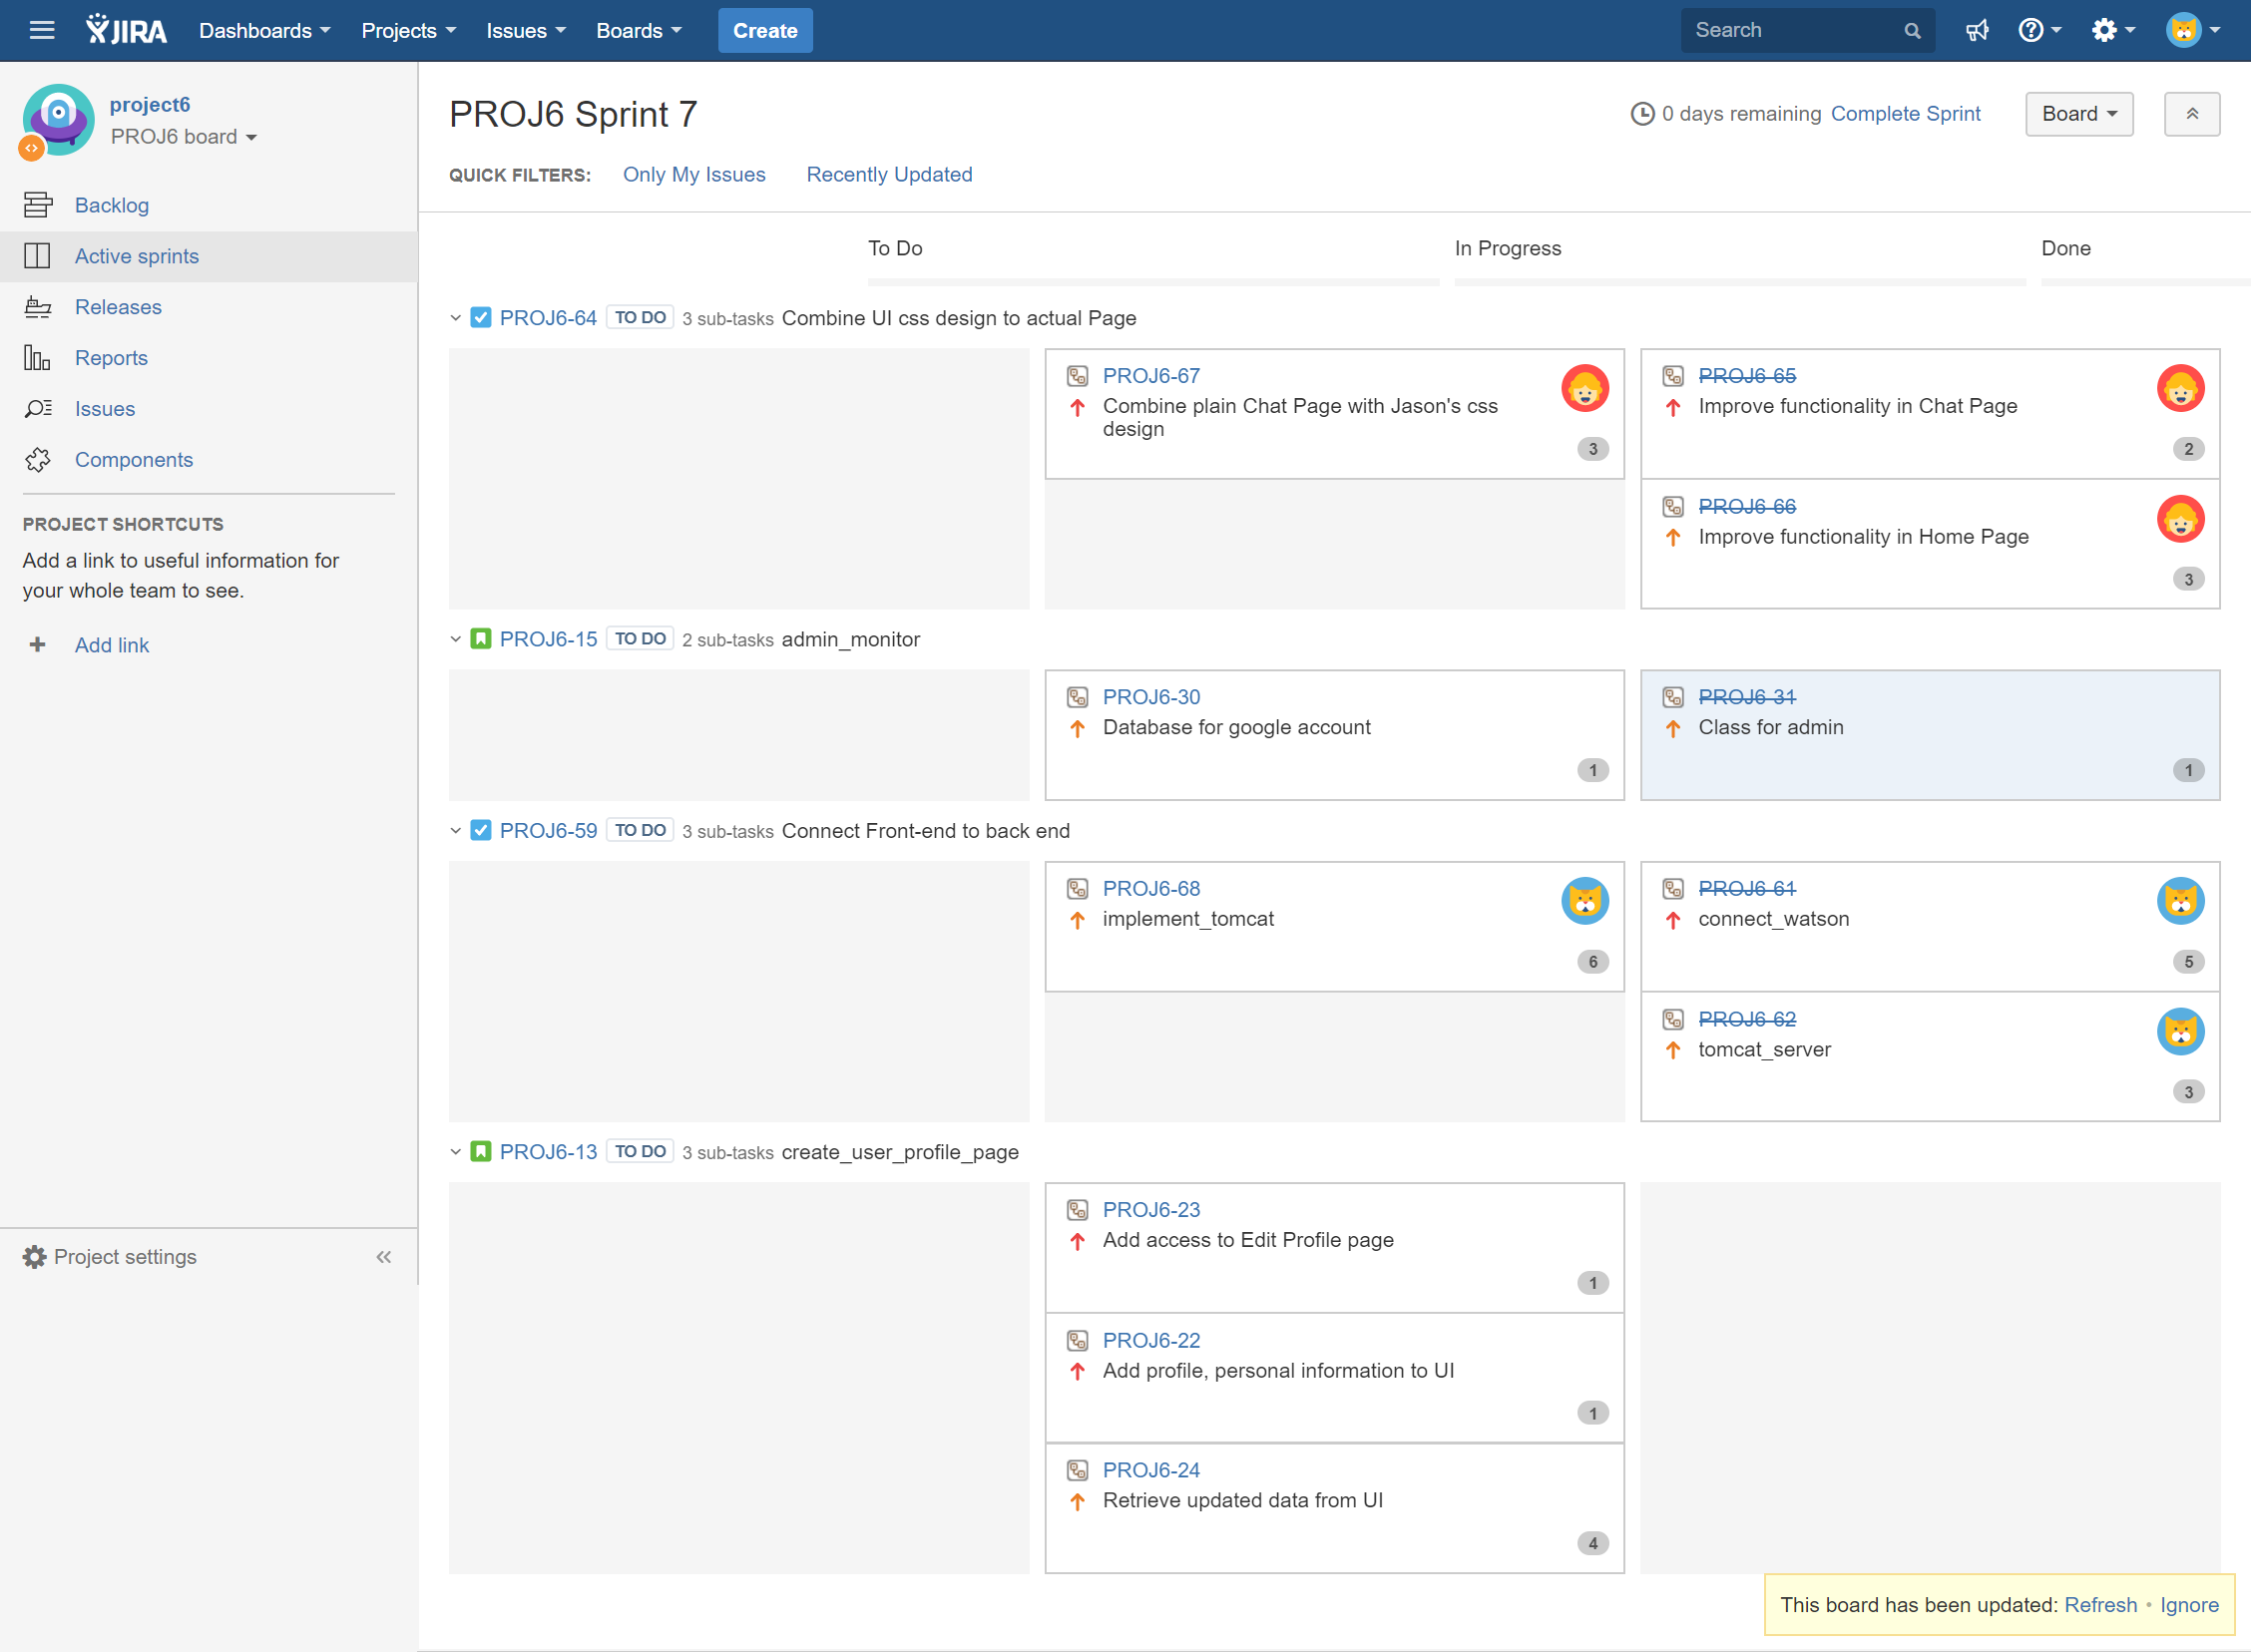 JIRA Dashboards Projects Issues Boards Create Search
project6
PROJ6 board
Backlog
Active sprints
Releases
Reports
Issues
Components
PROJECT SHORTCUTS
Add a link to useful information for
your whole team to see.
Add link
Project settings
PROJ6 Sprint 7
0 days remaining Complete Sprint Board
QUICK FILTERS: Only My Issues Recently Updated
To Do In Progress Done
PROJ6-64 TO DO 3 sub-tasks Combine UI css design to actual Page
PROJ6-67
Combine plain Chat Page with Jason's css
design
3
PROJ6-65
Improve functionality in Chat Page
2
PROJ6-66
Improve functionality in Home Page
3
PROJ6-15 TO DO 2 sub-tasks admin_monitor
PROJ6-30
Database for google account
1
PROJ6-31
Class for admin
1
PROJ6-59 TO DO 3 sub-tasks Connect Front-end to back end
PROJ6-68
implement_tomcat
6
PROJ6-61
connect_watson
5
PROJ6-62
tomcat_server
3
PROJ6-13 TO DO 3 sub-tasks create_user_profile_page
PROJ6-23
Add access to Edit Profile page
1
PROJ6-22
Add profile, personal information to UI
1
PROJ6-24
Retrieve updated data from UI
4
This board has been updated: Refresh • Ignore